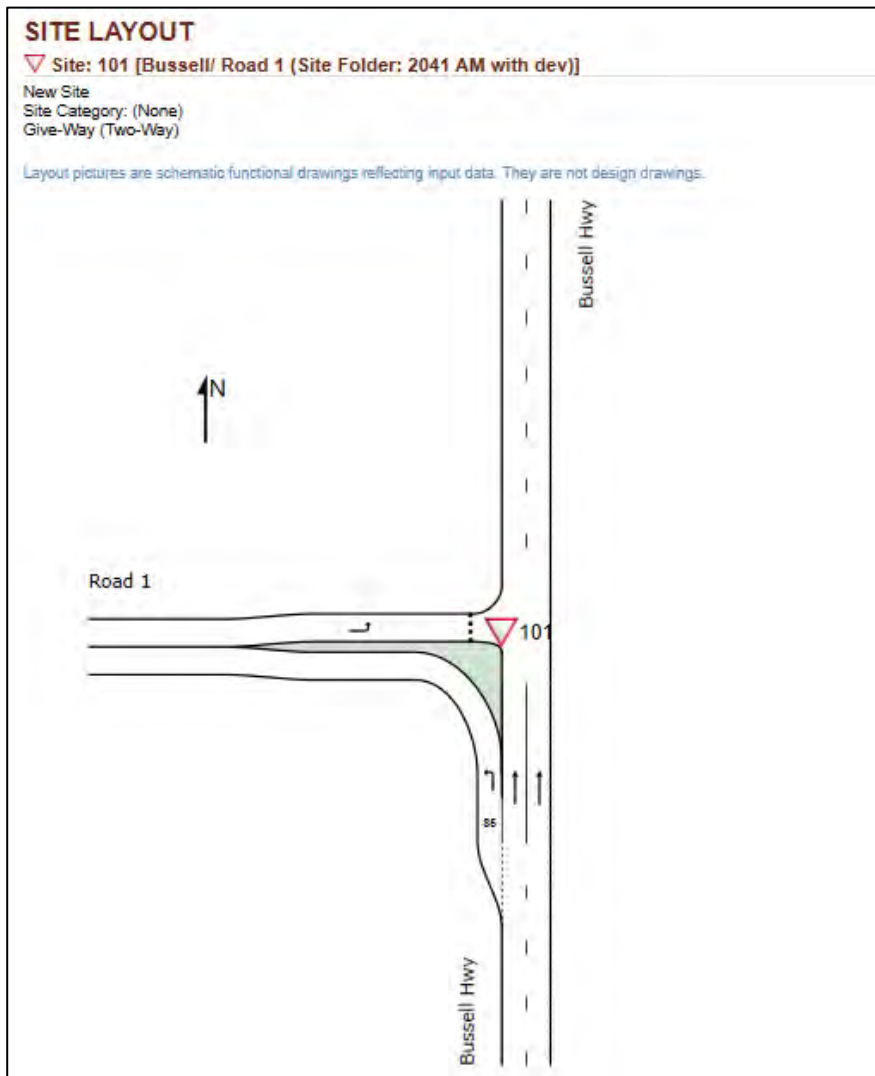 SITE LAYOUT
Site: 101 [Bussell/ Road 1 (Site Folder: 2041 AM with dev)]
New Site
Site Category: (None)
Give-Way (Two-Way)
Layout pictures are schematic functional drawings reflecting input data. They are not design drawings.
Bussell Hwy
N
Road 1
101
Bussell Hwy